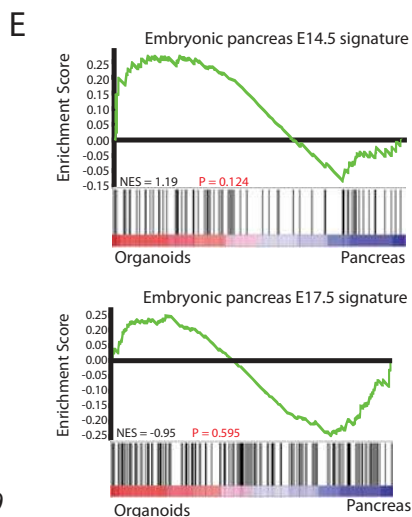 E
Embryonic pancreas E14.5 signature
Enrichment Score
0.25
0.20
0.15
0.10
0.05
0.00
-0.05
-0.10
-0.15
NES = 1.19 P = 0.124
Organoids Pancreas
Embryonic pancreas E17.5 signature
Enrichment Score
0.25
0.20
0.15
0.10
0.05
0.00
-0.05
-0.10
-0.15
-0.20
-0.25
NES = -0.95 P = 0.595
Organoids Pancreas